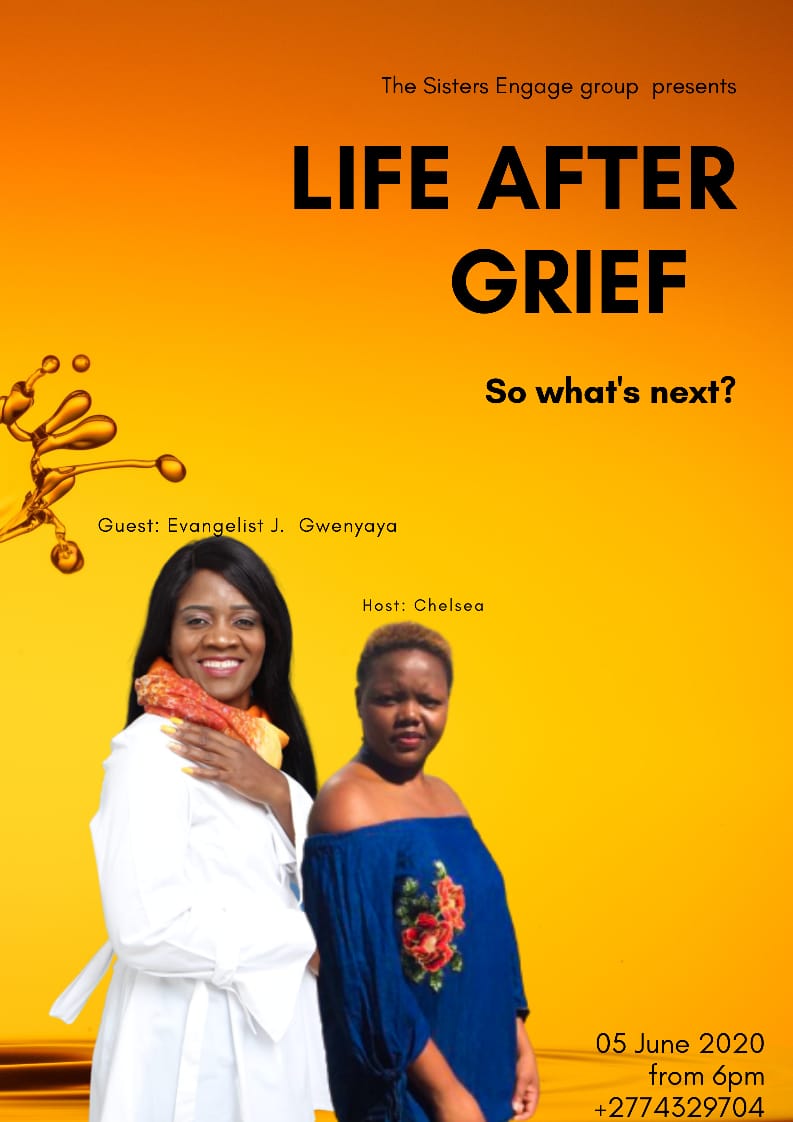 The Sisters Engage group presents
LIFE AFTER
GRIEF
So what's next?
Guest: Evangelist J. Gwenyaya
Host: Chelsea
05 June 2020
from 6pm
+2774329704